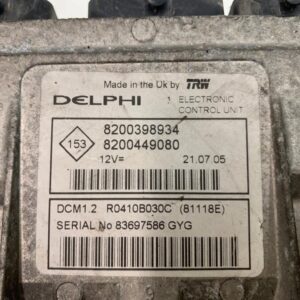 Made in the Uk by TRW
DELPHI 1 ELECTRONIC
CONTROL UNIT
153
8200398934
8200449080
12V= 21.07.05
DCM1.2 R0410B030C (81118E)
SERIAL No 83697586 GYG